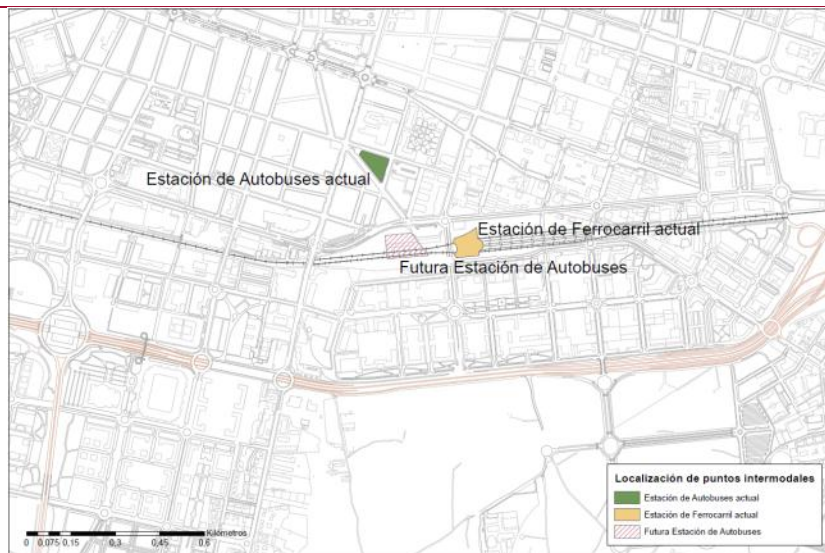 Estación de Autobuses actual
Estación de Ferrocarril actual
Futura Estación de Autobuses
Localización de puntos intermodales
Estación de Autobuses actual
Estación de Ferrocarril actual
Futura Estación de Autobuses
Kilómetros
0 0,075 0,15 0,3 0,45 0,6